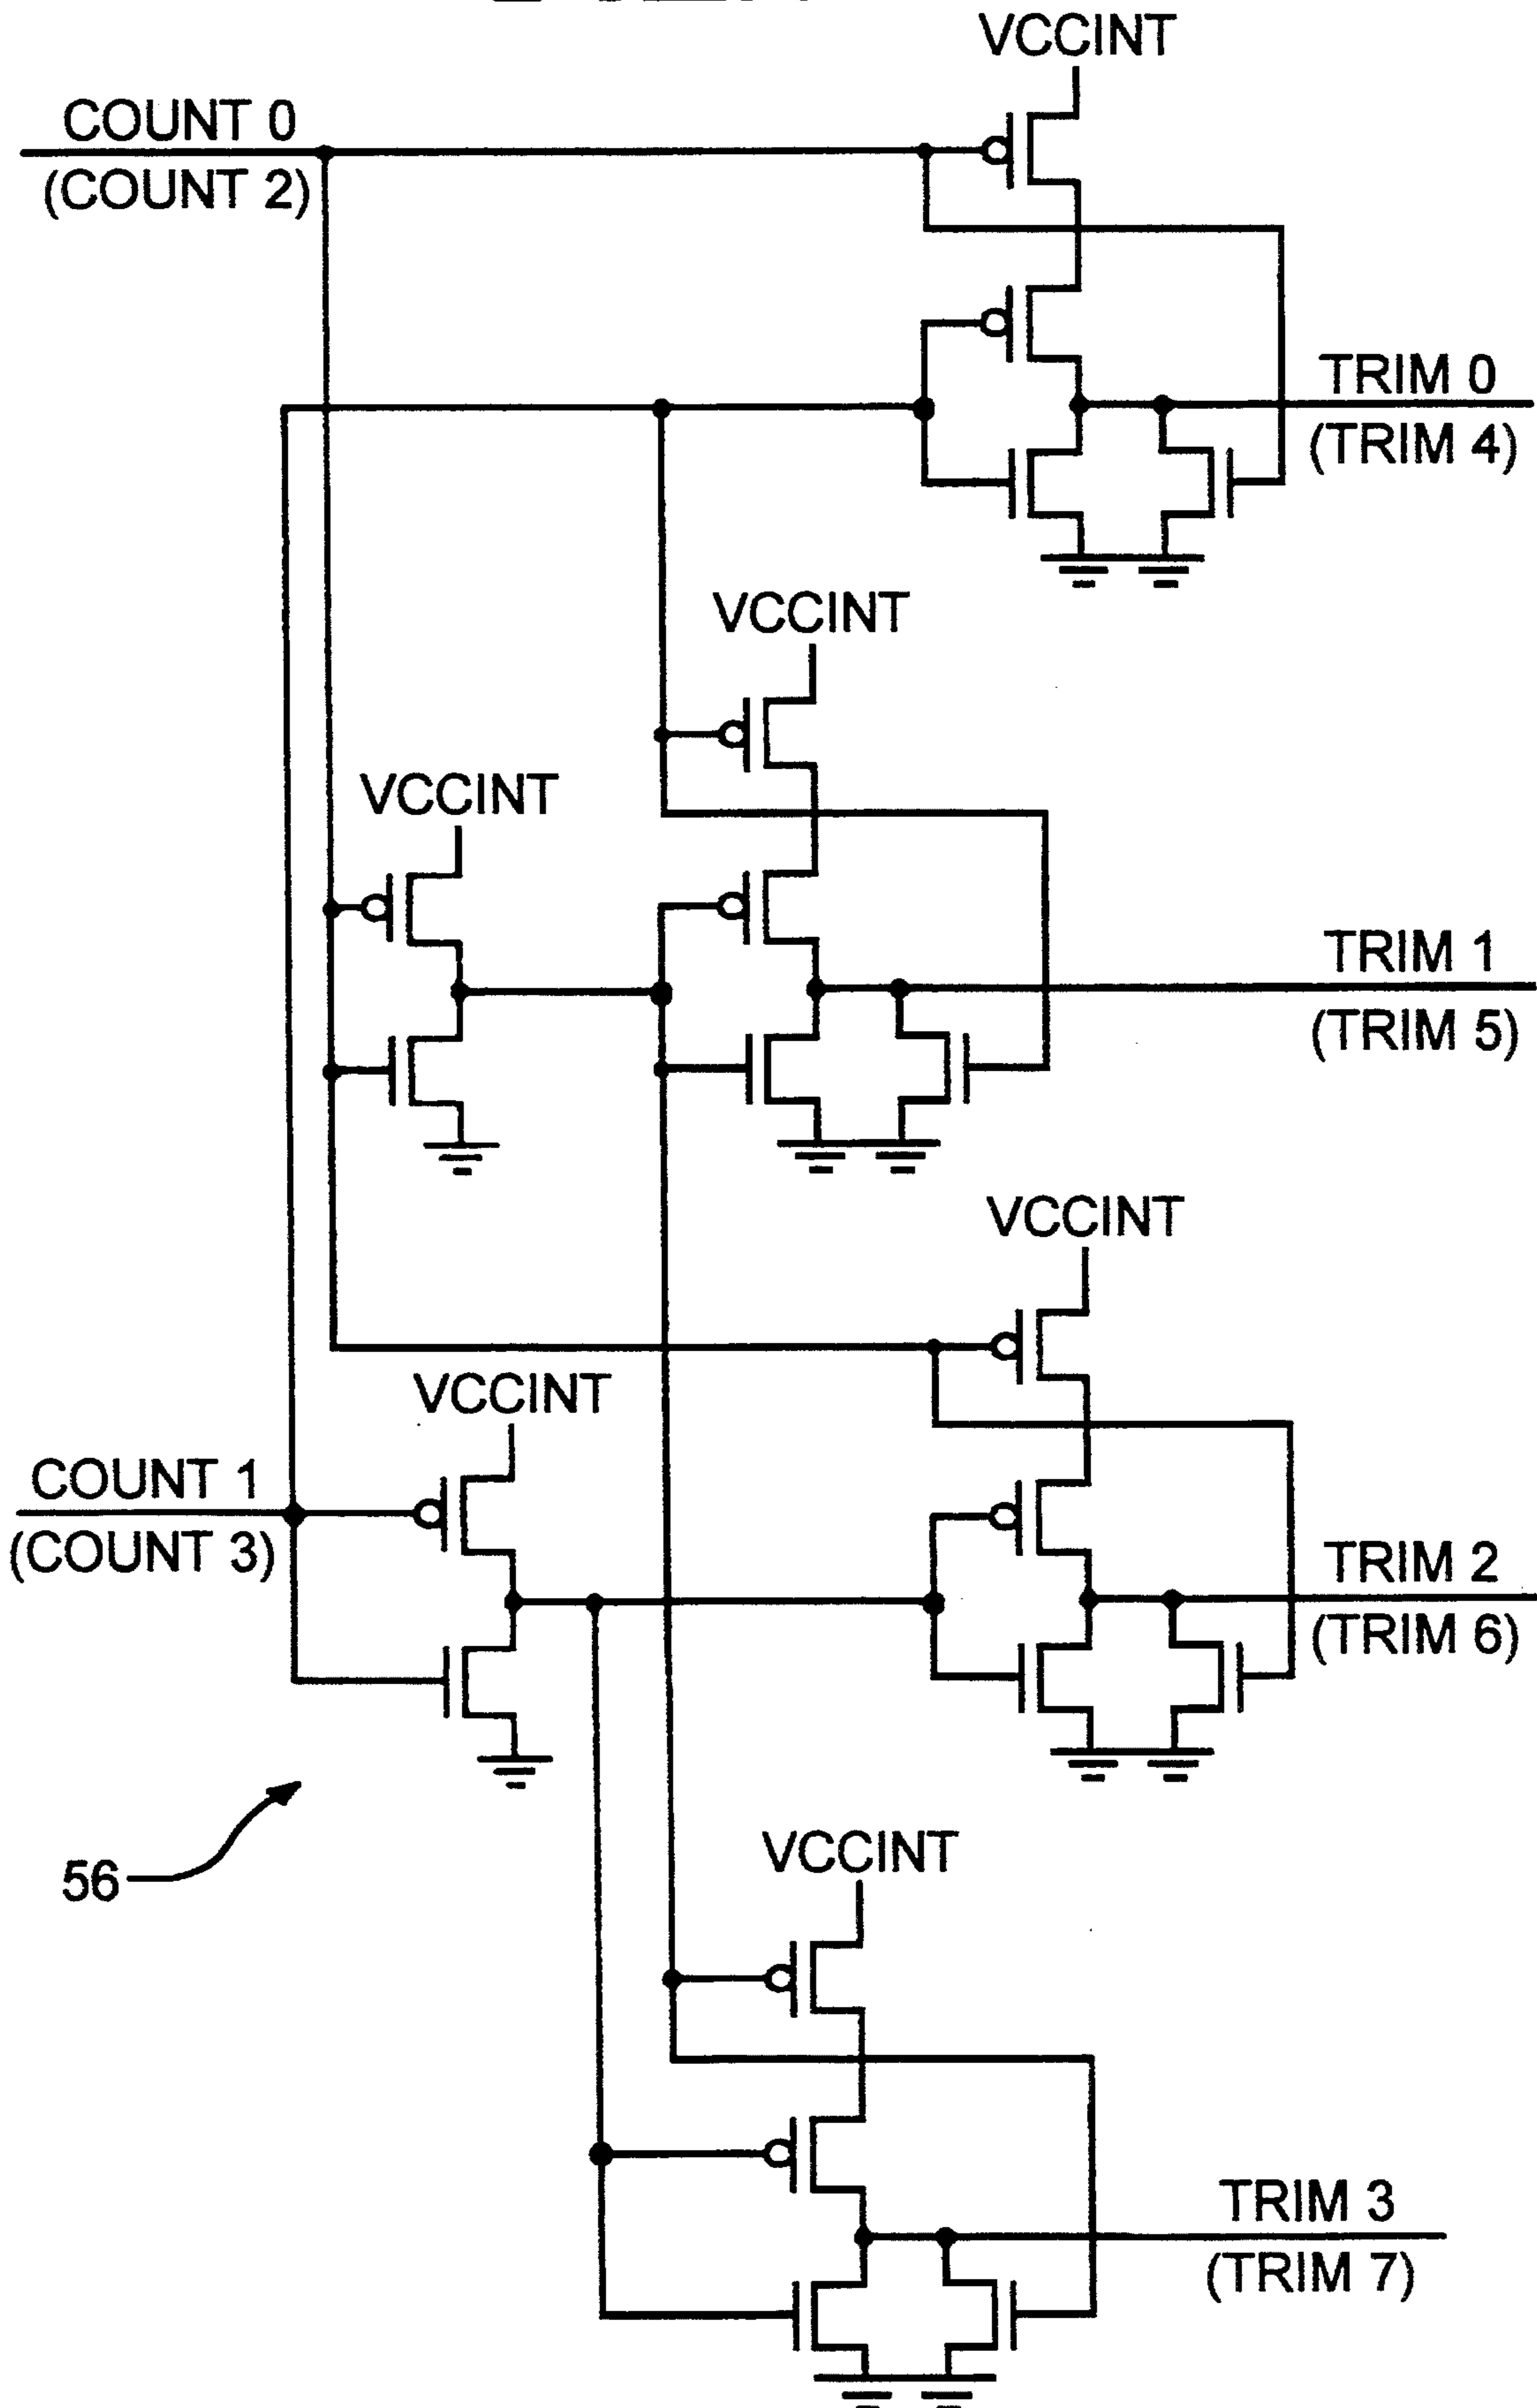 VCCINT
COUNT 0
(COUNT 2)
TRIM 0
(TRIM 4)
VCCINT
VCCINT
TRIM 1
(TRIM 5)
VCCINT
VCCINT
COUNT 1
(COUNT 3)
TRIM 2
(TRIM 6)
56
VCCINT
TRIM 3
(TRIM 7)